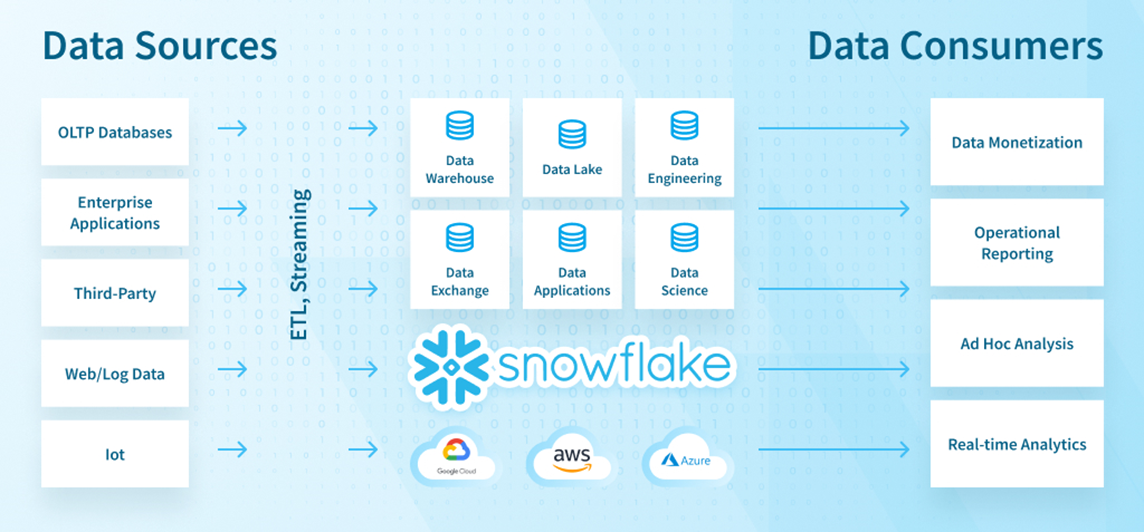 Data Sources
Data Consumers
OLTP Databases
Enterprise
Applications
Third-Party
Web/Log Data
Iot
ETL, Streaming
Data
Warehouse
Data Lake
Data
Engineering
Data
Exchange
Data
Applications
Data
Science
snowflake
Google Cloud
aws
Azure
Data Monetization
Operational
Reporting
Ad Hoc Analysis
Real-time Analytics